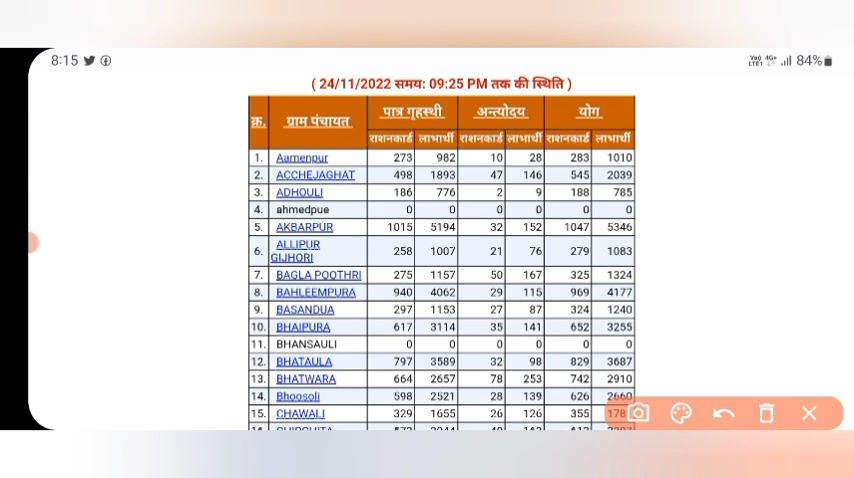 8:15 Vo) 4G+ LTE1 84%
( 24/11/2022 समय: 09:25 PM तक की स्थिति )
क्र. ग्राम पंचायत पात्र गृहस्थी अन्त्योदय योग
राशनकार्ड लाभार्थी राशनकार्ड लाभार्थी राशनकार्ड लाभार्थी
1. Aamenpur 273 982 10 28 283 1010
2. ACCHEJAGHAT 498 1893 47 146 545 2039
3. ADHOULI 186 776 2 9 188 785
4. ahmedpue 0 0 0 0 0 0
5. AKBARPUR 1015 5194 32 152 1047 5346
6. ALLIPUR GIJHORI 258 1007 21 76 279 1083
7. BAGLA POOTHRI 275 1157 50 167 325 1324
8. BAHLEEMPURA 940 4062 29 115 969 4177
9. BASANDUA 297 1153 27 87 324 1240
10. BHAIPURA 617 3114 35 141 652 3255
11. BHANSAULI 0 0 0 0 0 0
12. BHATAULA 797 3589 32 98 829 3687
13. BHATWARA 664 2657 78 253 742 2910
14. Bhoosoli 598 2521 28 139 626 2660
15. CHAWALI 329 1655 26 126 355 178